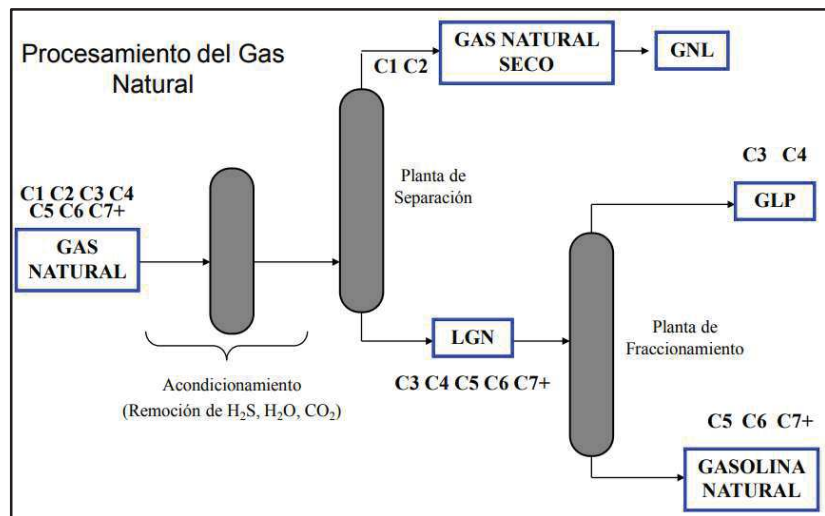 Procesamiento del Gas
Natural
C1 C2
GAS NATURAL
SECO
GNL
C1 C2 C3 C4
C5 C6 C7+
GAS
NATURAL
Planta de
Separación
C3 C4
GLP
LGN
C3 C4 C5 C6 C7+
Planta de
Fraccionamiento
Acondicionamiento
(Remoción de H₂S, H₂O, CO₂)
C5 C6 C7+
GASOLINA
NATURAL